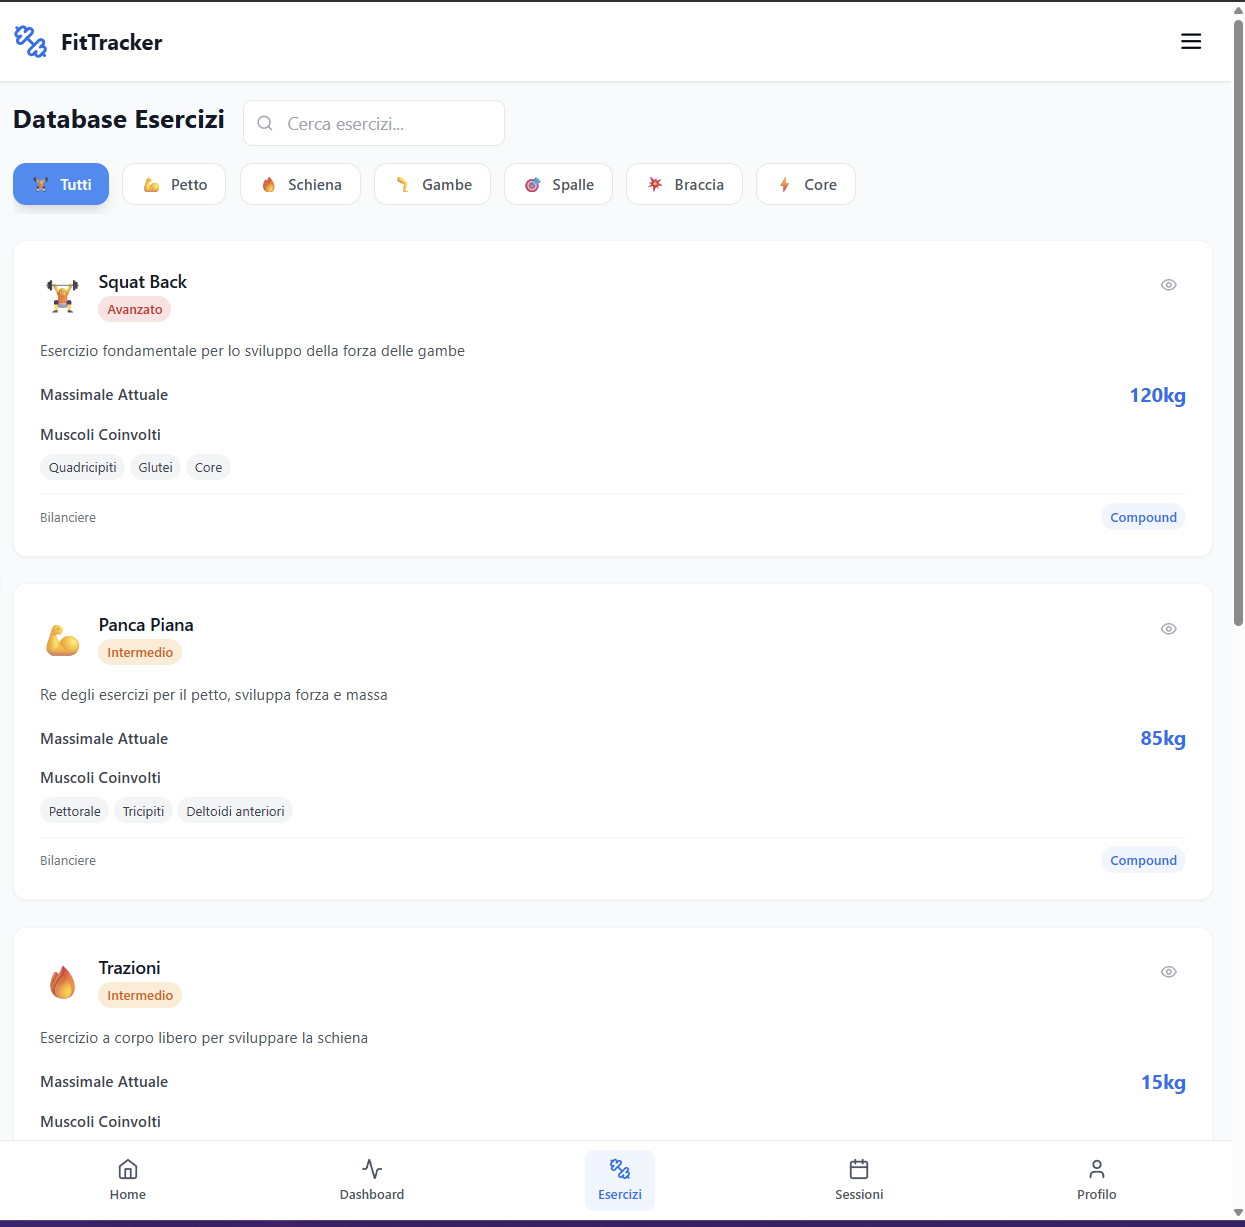 FitTracker
Database Esercizi
Cerca esercizi...
Tutti
Petto
Schiena
Gambe
Spalle
Braccia
Core
Squat Back
Avanzato
Esercizio fondamentale per lo sviluppo della forza delle gambe
Massimale Attuale
120kg
Muscoli Coinvolti
Quadricipiti
Glutei
Core
Bilanciere
Compound
Panca Piana
Intermedio
Re degli esercizi per il petto, sviluppa forza e massa
Massimale Attuale
85kg
Muscoli Coinvolti
Pettorale
Tricipiti
Deltoidi anteriori
Bilanciere
Compound
Trazioni
Intermedio
Esercizio a corpo libero per sviluppare la schiena
Massimale Attuale
15kg
Muscoli Coinvolti
Home
Dashboard
Esercizi
Sessioni
Profilo